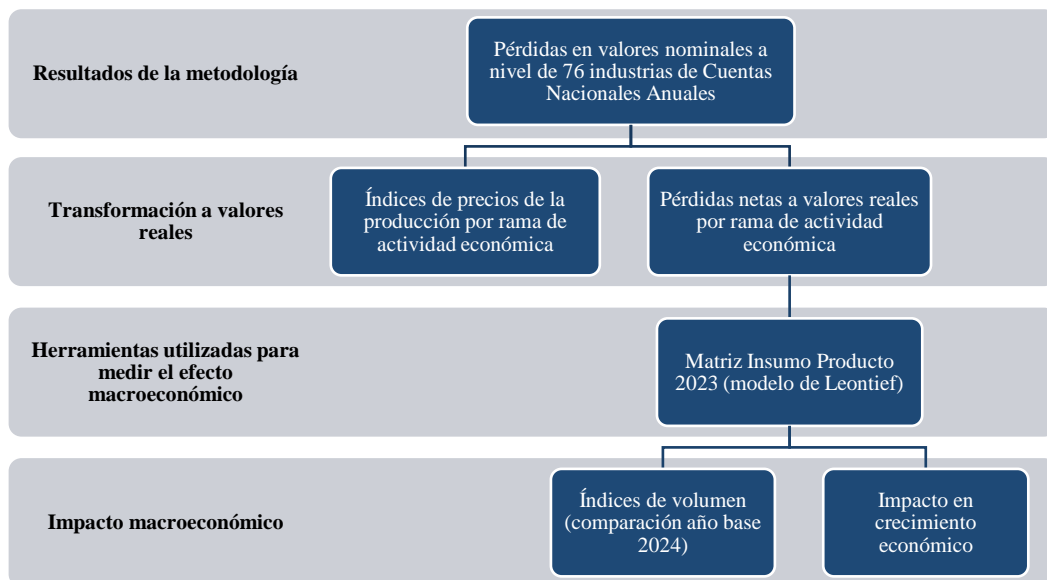 Resultados de la metodología
Pérdidas en valores nominales a
nivel de 76 industrias de Cuentas
Nacionales Anuales
Transformación a valores
reales
Índices de precios de la
producción por rama de
actividad económica
Pérdidas netas a valores reales
por rama de actividad
económica
Herramientas utilizadas para
medir el efecto
macroeconómico
Matriz Insumo Producto
2023 (modelo de Leontief)
Impacto macroeconómico
Índices de volumen
(comparación año base
2024)
Impacto en
crecimiento
económico